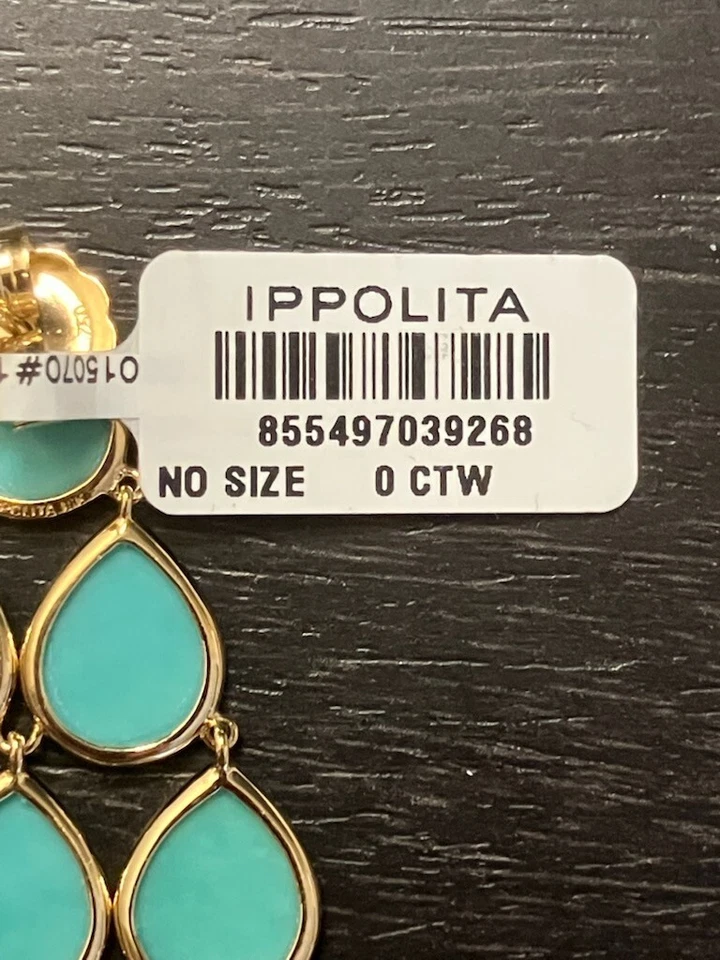 IPPOLITA
855497039268
NO SIZE 0 CTW
015070#